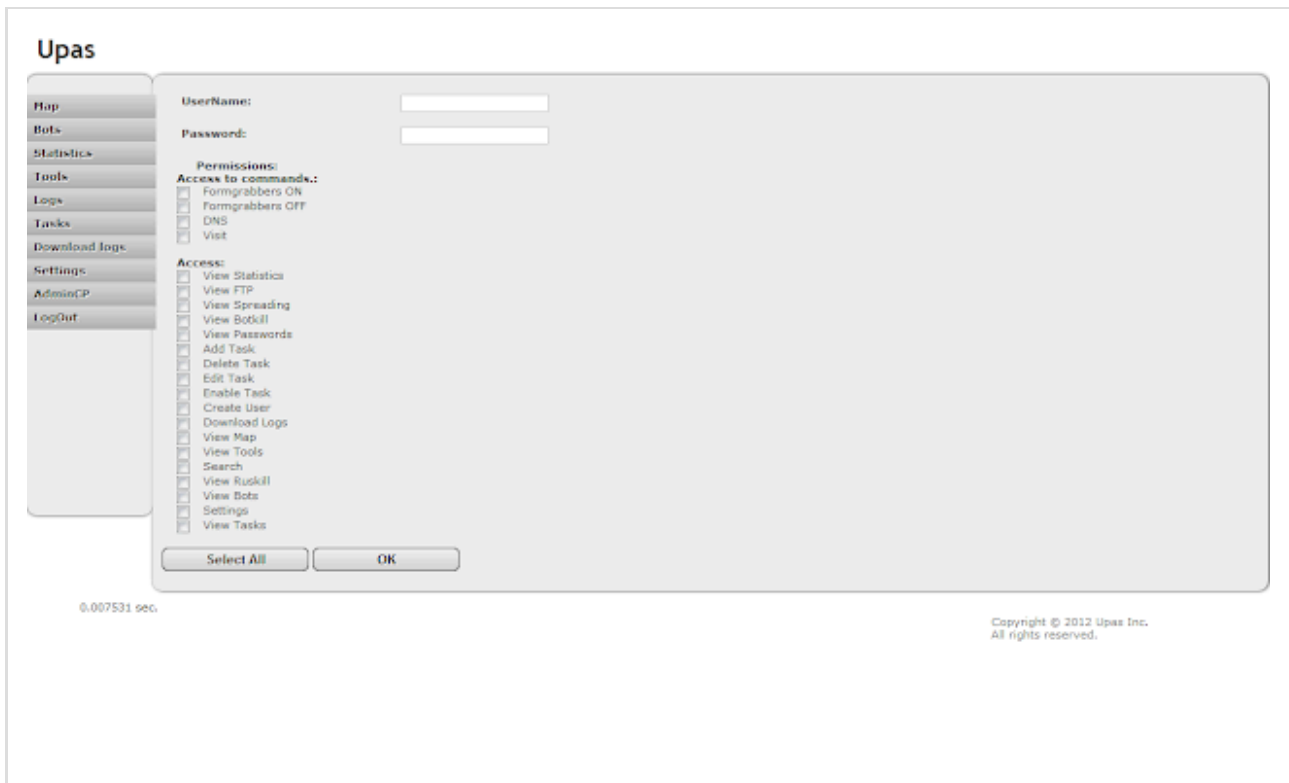 Upas
Map
Bots
Statistics
Tools
Logs
Tasks
Download logs
Settings
AdminCP
LogOut
UserName:
Password:
Permissions:
Access to commands.:
Formgrabbers ON
Formgrabbers OFF
DNS
Visit
Access:
View Statistics
View FTP
View Spreading
View Botkill
View Passwords
Add Task
Delete Task
Edit Task
Enable Task
Create User
Download Logs
View Map
View Tools
Search
View Ruskill
View Bots
Settings
View Tasks
Select All
OK
0.007531 sec.
Copyright © 2012 Upas Inc.
All rights reserved.